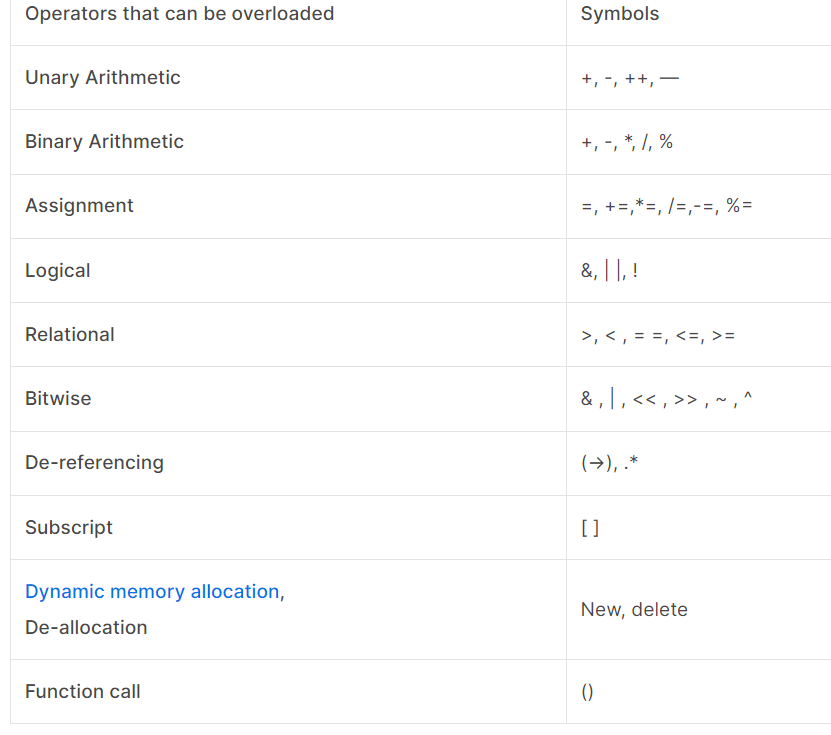 Operators that can be overloaded Symbols
Unary Arithmetic +, -, ++, —
Binary Arithmetic +, -, *, /, %
Assignment =, +=,*=, /=,-=, %=
Logical &, | |, !
Relational >, < , = =, <=, >=
Bitwise & , | , << , >> , ~ , ^
De-referencing (→), .*
Subscript [ ]
Dynamic memory allocation,
De-allocation
New, delete
Function call ()